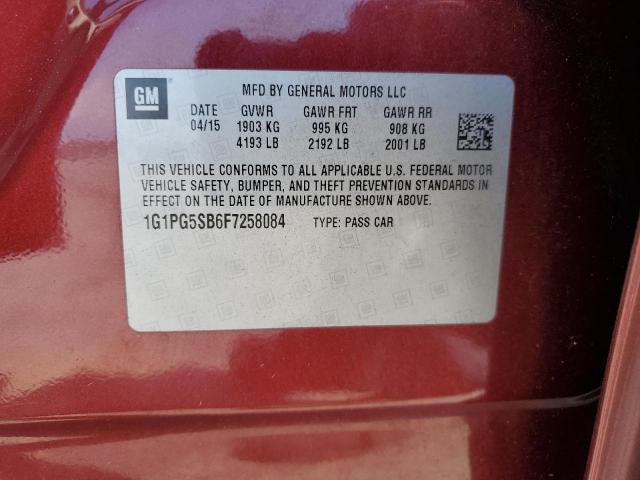 GM
MFD BY GENERAL MOTORS LLC
DATE GVWR GAWR FRT GAWR RR
04/15 1903 KG 995 KG 908 KG
4193 LB 2192 LB 2001 LB
THIS VEHICLE CONFORMS TO ALL APPLICABLE U.S. FEDERAL MOTOR
VEHICLE SAFETY, BUMPER, AND THEFT PREVENTION STANDARDS IN
EFFECT ON THE DATE OF MANUFACTURE SHOWN ABOVE.
1G1PG5SB6F7258084 TYPE: PASS CAR